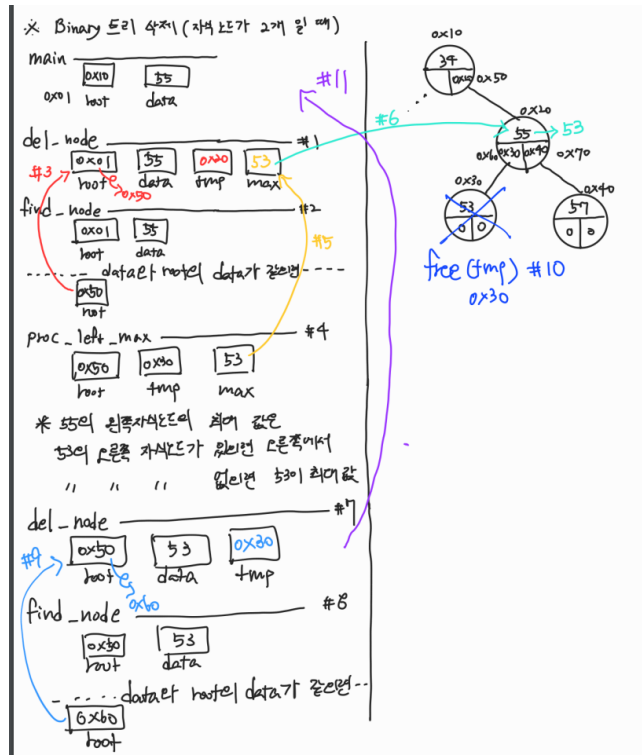 ※ Binary 트리 삭제 (자식노드가 2개 일 때)
main
0x10 55
0x01 root data
del_node #1
#3 0x01 55 0x20 53
root data tmp max
0x50
find_node #2
0x01 55
root data
data와 root의 data가 같으면
0x50
root
#5
proc_left_max #4
0x50 0x30 53
root tmp max
* 55의 왼쪽자식노드의 최대 값은
53의 오른쪽 자식노드가 있으면 오른쪽에서
" " " 없으면 53이 최대값
del_node #7
#9 0x50 53 0x30
root data tmp
0x60
find_node #8
0x50 53
root data
data와 root의 data가 같으면
0x60
root
#11
#6
0x10
34
0x20 0x50
0x20
55 53
0x60 0x30 0x40 0x70
0x30
53
0 0
0x40
57
0 0
free(tmp) #10
0x30